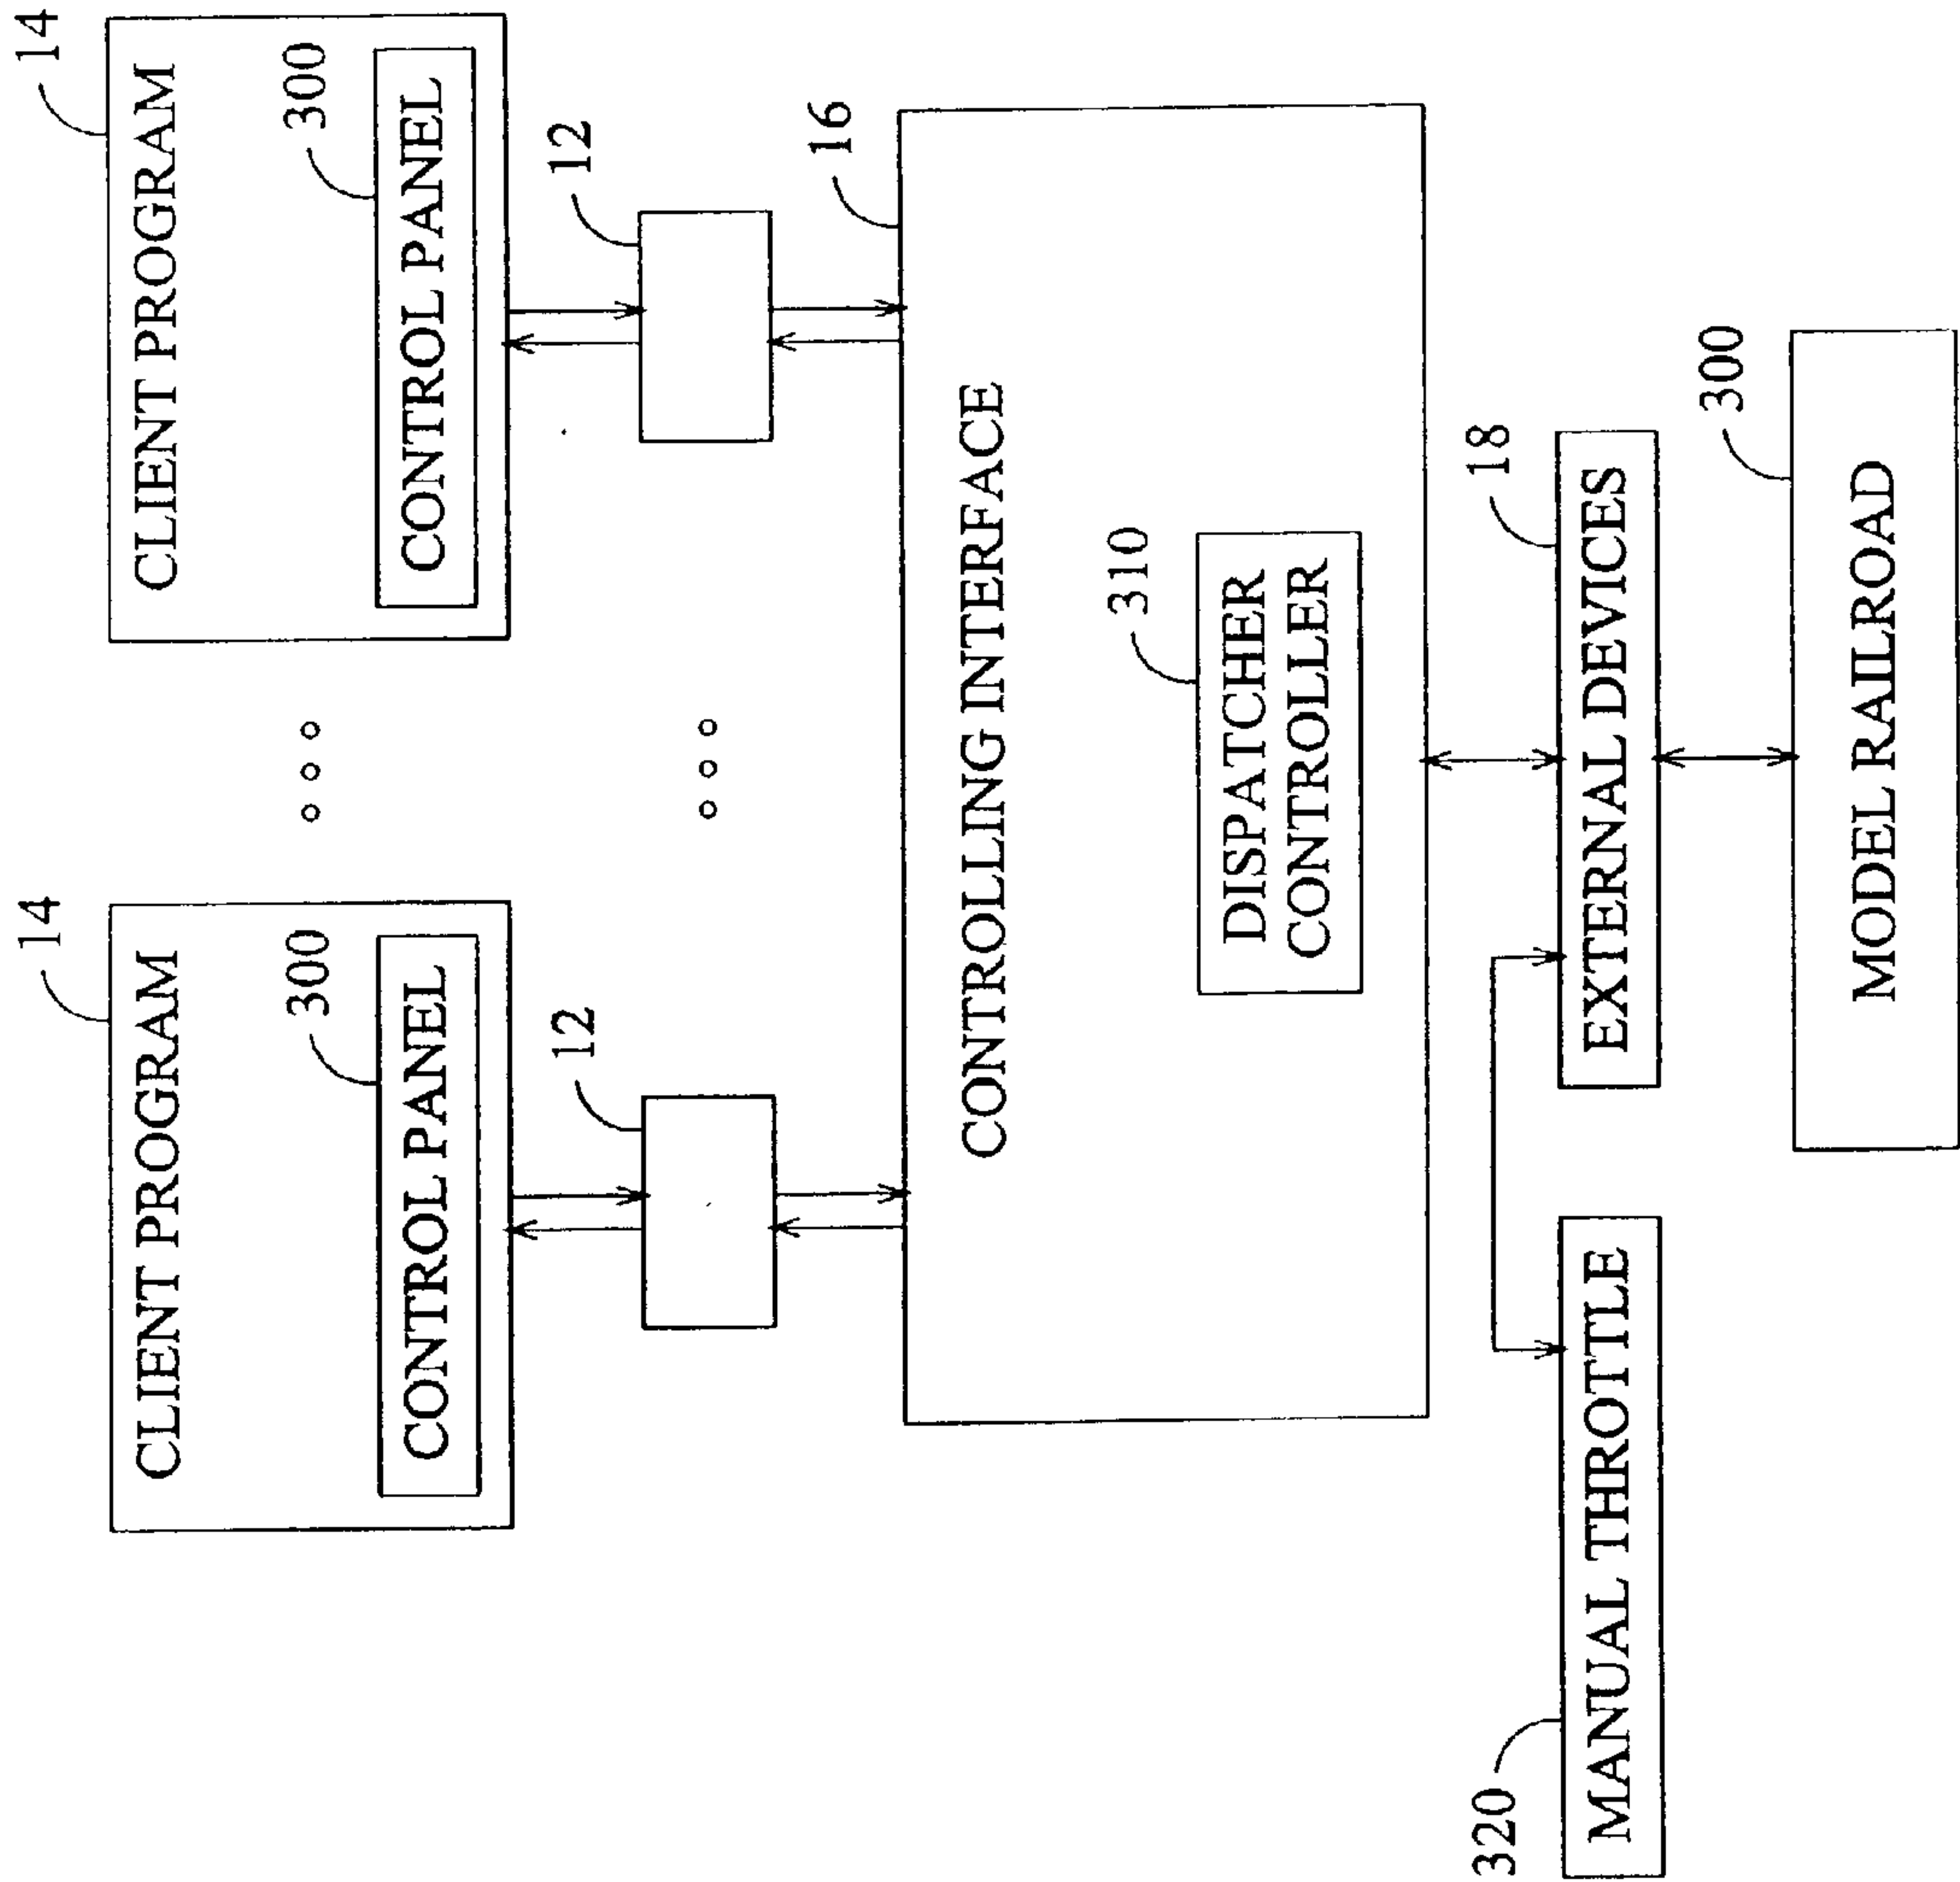 14
CLIENT PROGRAM
300
CONTROL PANEL
12
14
CLIENT PROGRAM
300
CONTROL PANEL
12
16
CONTROLLING INTERFACE
310
DISPATCHER
CONTROLLER
320
MANUAL THROTTLE
18
EXTERNAL DEVICES
300
MODEL RAILROAD